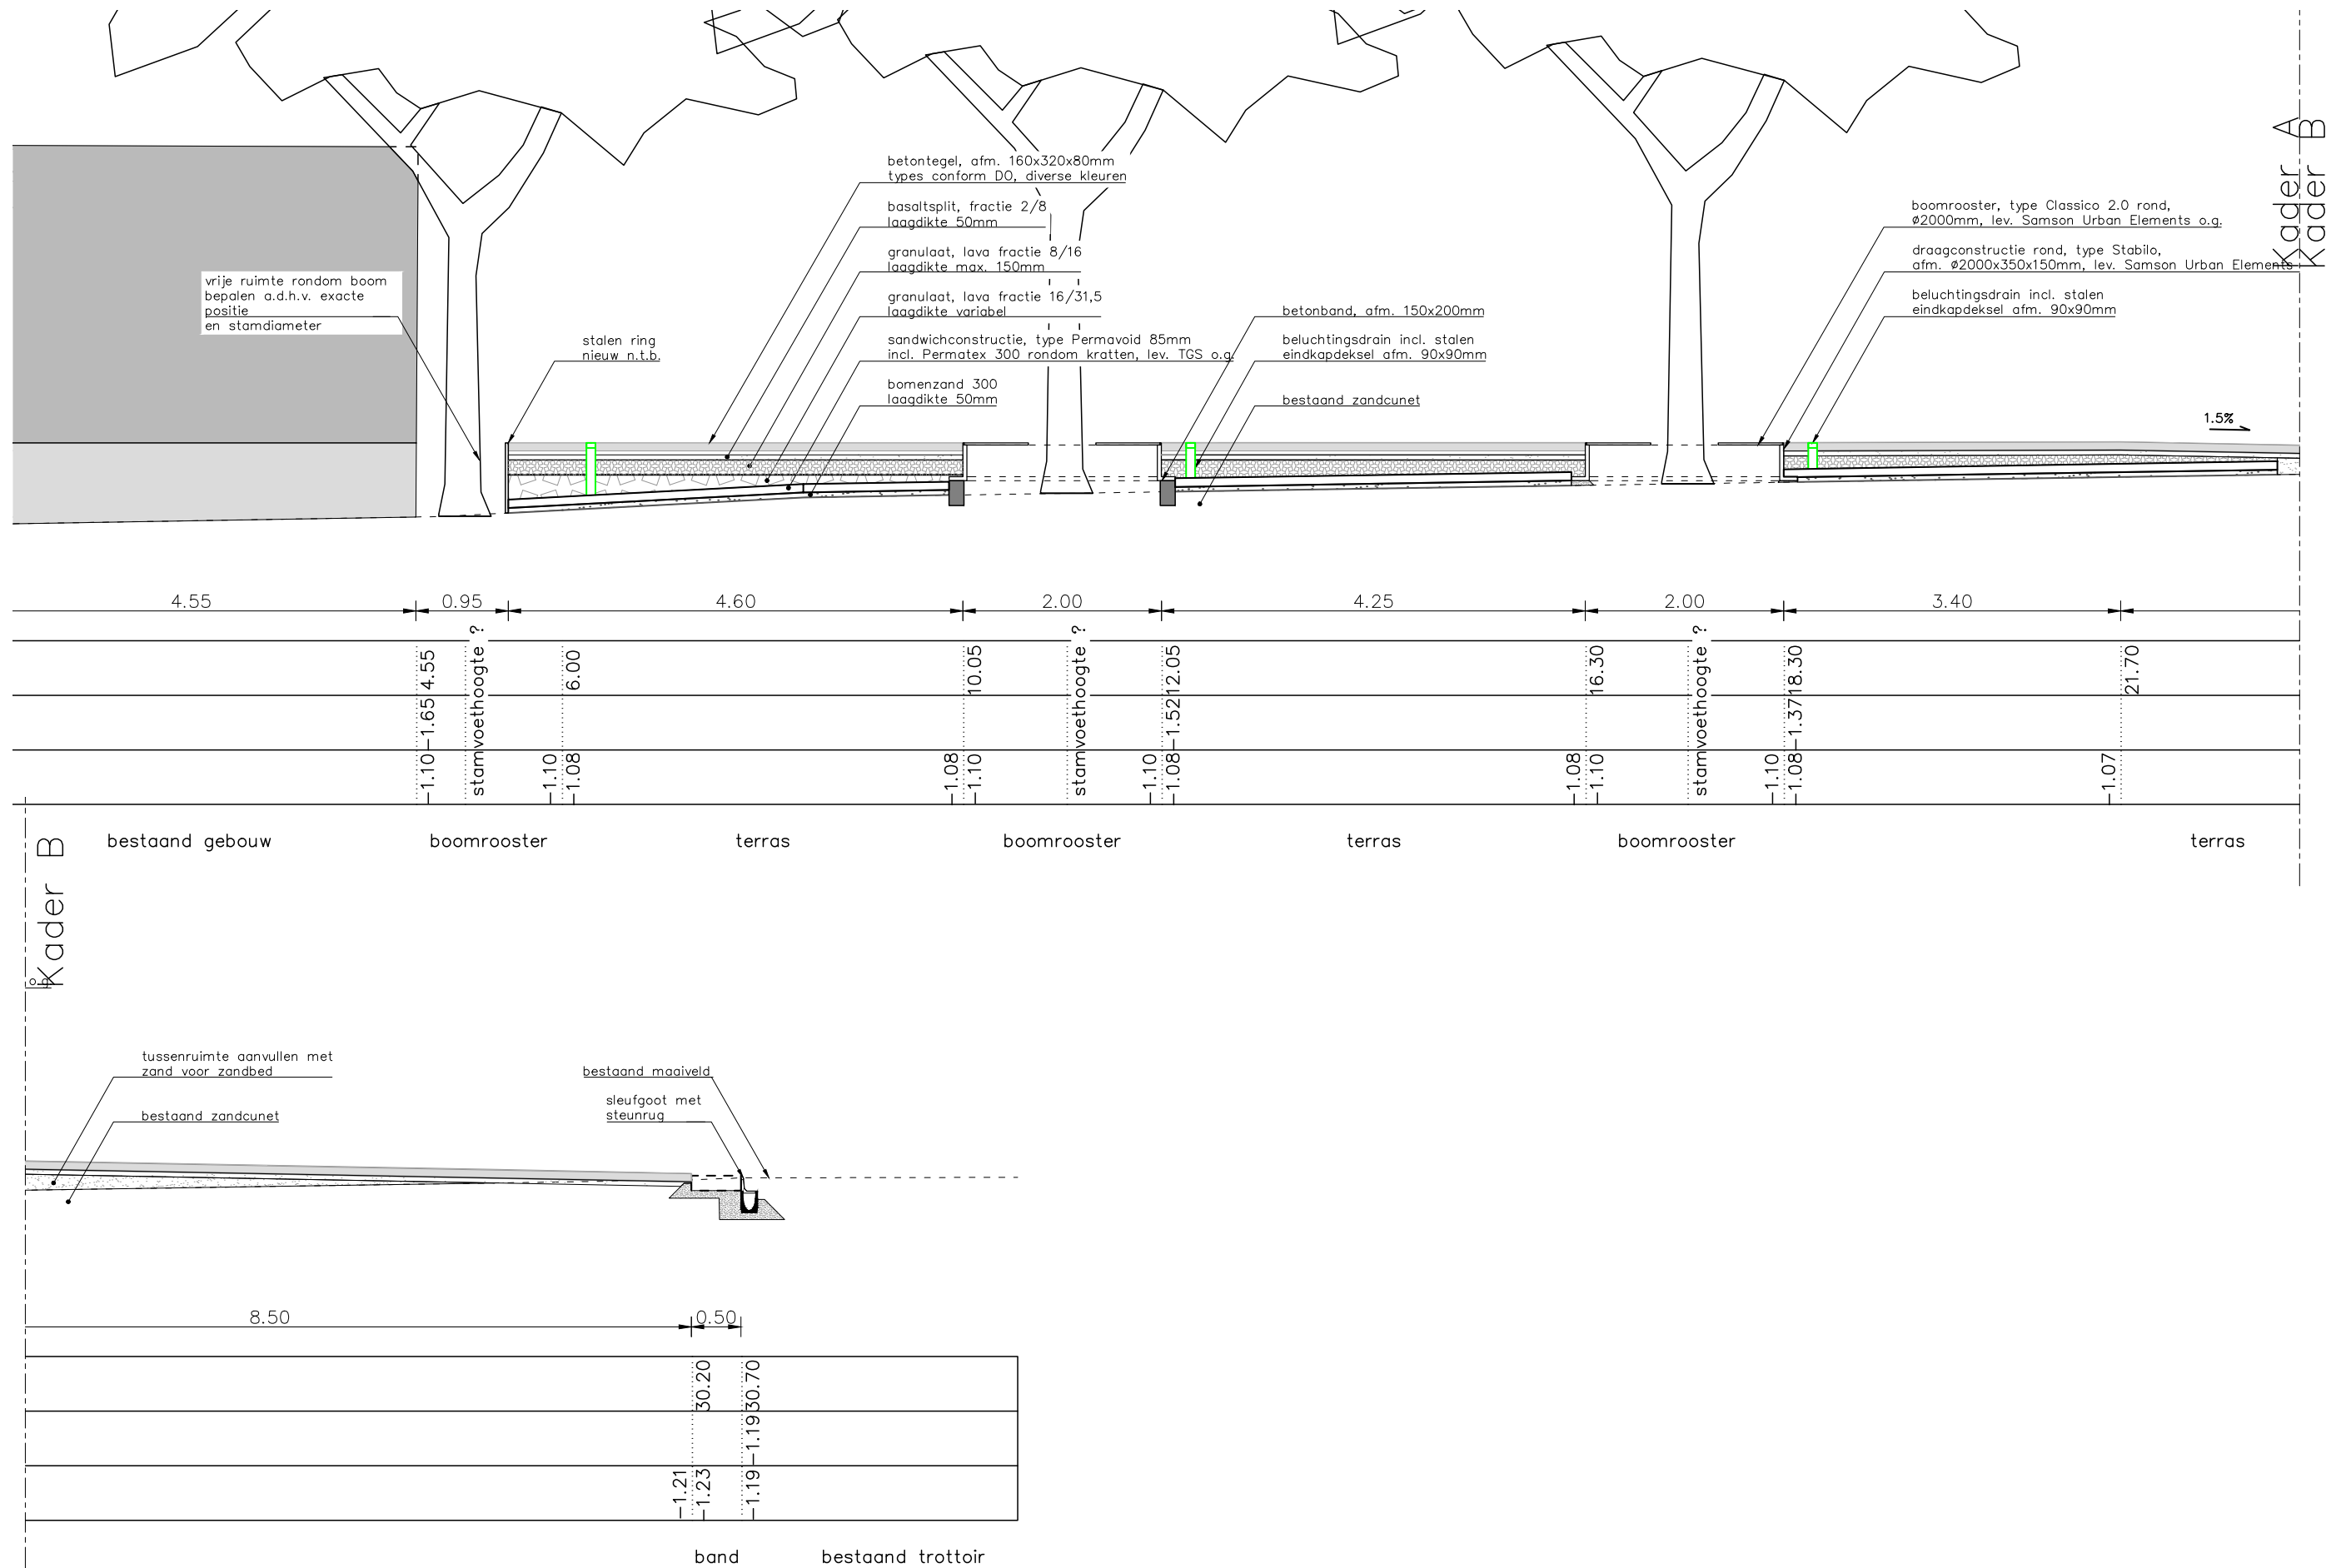 Kader A
Kader B
betontegel, afm. 160x320x80mm
types conform DO, diverse kleuren
basaltsplit, fractie 2/8
laagdikte 50mm
granulaat, lava fractie 8/16
laagdikte max. 150mm
granulaat, lava fractie 16/31,5
laagdikte variabel
sandwichconstructie, type Permavoid 85mm
incl. Permatex 300 rondom kratten, lev. TGS o.g.
bomenzand 300
laagdikte 50mm
vrije ruimte rondom boom
bepalen a.d.h.v. exacte
positie
en stamdiameter
stalen ring
nieuw n.t.b.
betonband, afm. 150x200mm
beluchtingsdrain incl. stalen
eindkapdeksel afm. 90x90mm
bestaand zandcunet
boomrooster, type Classico 2.0 rond,
ø2000mm, lev. Samson Urban Elements o.g.
draagconstructie rond, type Stabilo,
afm. ø2000x350x150mm, lev. Samson Urban Elements
beluchtingsdrain incl. stalen
eindkapdeksel afm. 90x90mm
1.5%
4.55 0.95 4.60 2.00 4.25 2.00 3.40
4.55 6.00 10.05 12.05 16.30 18.30 21.70
-1.65 -1.52 -1.37
stamvoethoogte ? stamvoethoogte ? stamvoethoogte ?
-1.10 -1.10 -1.08 -1.08 -1.10 -1.10 -1.08 -1.08 -1.10 -1.10 -1.08 -1.07
bestaand gebouw boomrooster terras boomrooster terras boomrooster terras
Kader B
o.g.
tussenruimte aanvullen met
zand voor zandbed
bestaand zandcunet
bestaand maaiveld
sleufgoot met
steunrug
8.50 0.50
30.20 30.70
-1.19
-1.21 -1.23 -1.19
band bestaand trottoir